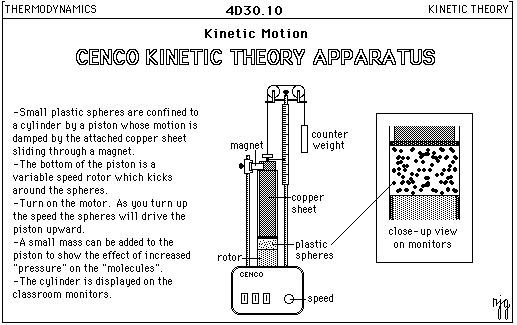 THERMODYNAMICS
4D30.10
KINETIC THEORY
Kinetic Motion
CENCO KINETIC THEORY APPARATUS
-Small plastic spheres are confined to
a cylinder by a piston whose motion is
damped by the attached copper sheet
sliding through a magnet.
-The bottom of the piston is a
variable speed rotor which kicks
around the spheres.
-Turn on the motor. As you turn up
the speed the spheres will drive the
piston upward.
-A small mass can be added to the
piston to show the effect of increased
"pressure" on the "molecules".
-The cylinder is displayed on the
classroom monitors.
magnet
counter
weight
copper
sheet
plastic
spheres
rotor
CENCO
speed
close-up view
on monitors